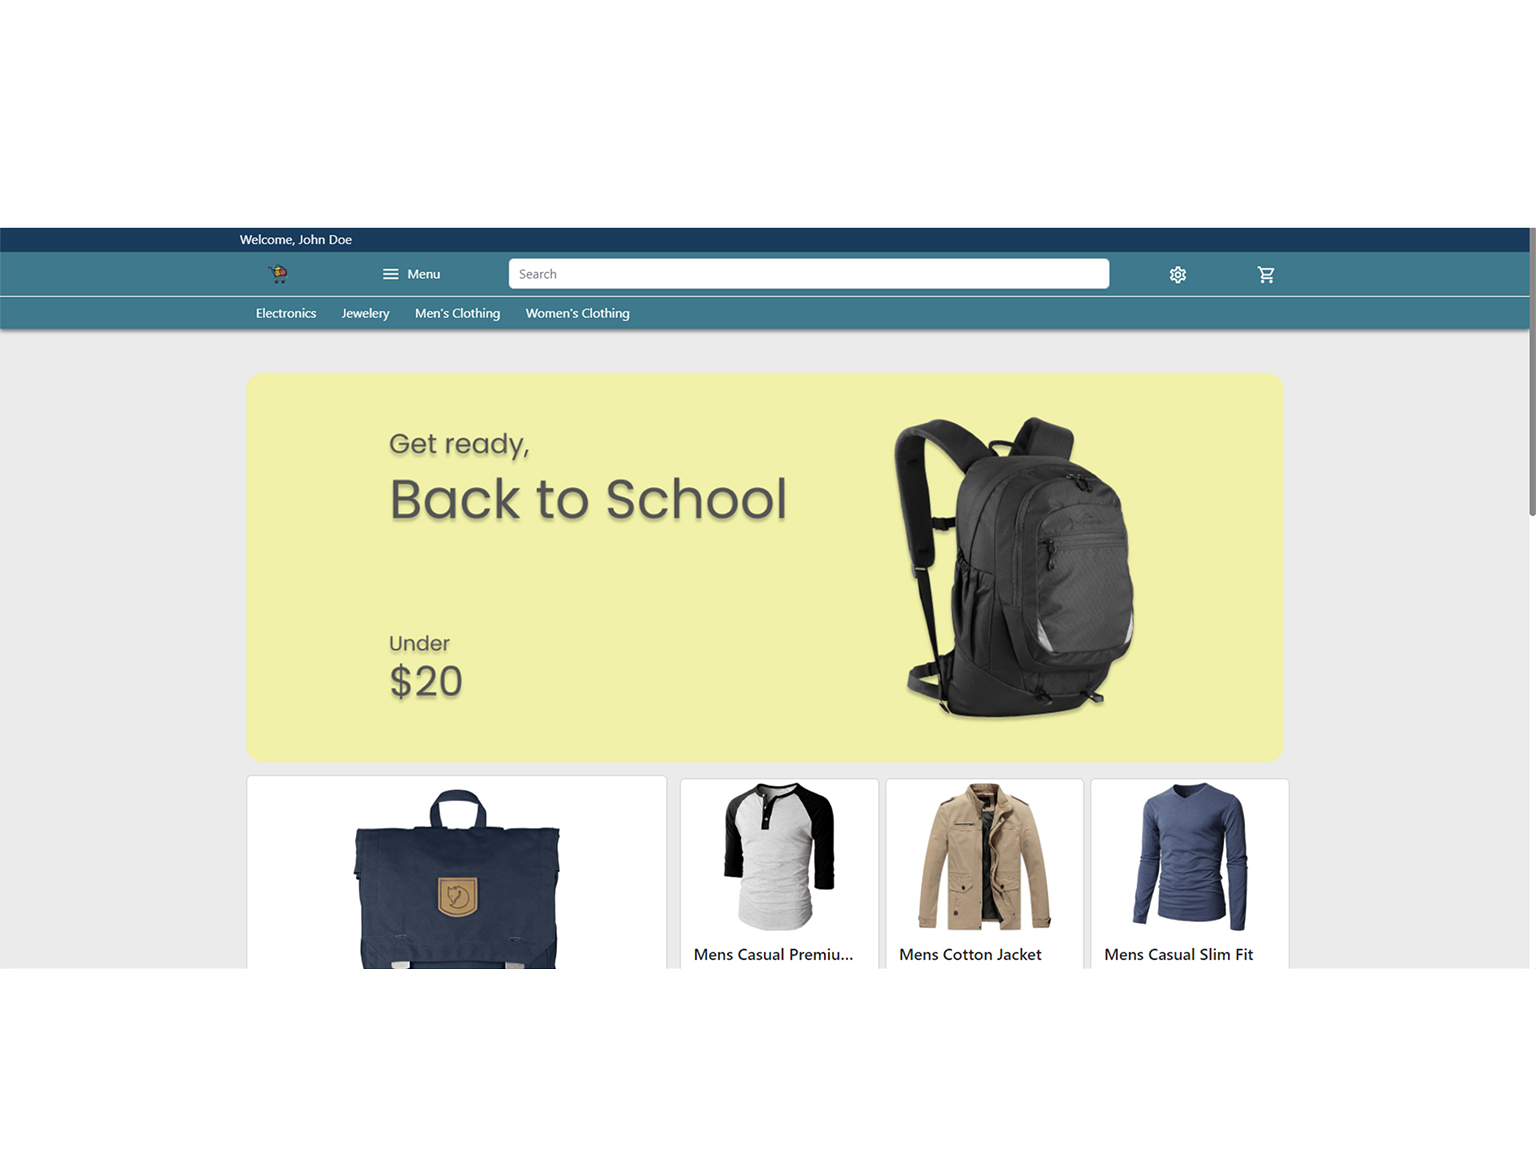 Welcome, John Doe
Menu
Search
Electronics Jewelery Men's Clothing Women's Clothing
Get ready,
Back to School
Under
$20
Mens Casual Premiu...
Mens Cotton Jacket
Mens Casual Slim Fit